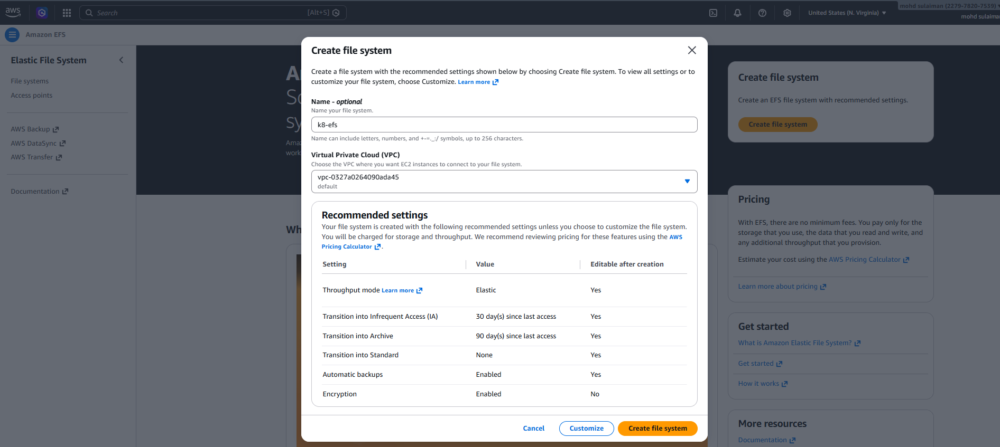 aws
Search
[Alt+S]
United States (N. Virginia)
mohd sulaiman (2279-7820-7539)
mohd sulaiman
Amazon EFS
Elastic File System
File systems
Access points
AWS Backup
AWS DataSync
AWS Transfer
Documentation
Create file system
Create a file system with the recommended settings shown below by choosing Create file system. To view all settings or to
customize your file system, choose Customize. Learn more
Name - optional
Name your file system.
k8-efs
Name can include letters, numbers, and +-=._:/ symbols, up to 256 characters.
Virtual Private Cloud (VPC)
Choose the VPC where you want EC2 instances to connect to your file system.
vpc-0327a0264090ada45
default
Recommended settings
Your file system is created with the following recommended settings unless you choose to customize the file system.
You will be charged for storage and throughput. We recommend reviewing pricing for these features using the AWS
Pricing Calculator.
Setting Value Editable after creation
Throughput mode Learn more Elastic Yes
Transition into Infrequent Access (IA) 30 day(s) since last access Yes
Transition into Archive 90 day(s) since last access Yes
Transition into Standard None Yes
Automatic backups Enabled Yes
Encryption Enabled No
Cancel Customize Create file system
Create file system
Create an EFS file system with recommended settings.
Create file system
Pricing
With EFS, there are no minimum fees. You pay only for the
storage that you use, the data that you read and write, and
any additional throughput that you provision.
Estimate your cost using the AWS Pricing Calculator
Learn more about pricing
Get started
What is Amazon Elastic File System?
Get started
How it works
More resources
Documentation